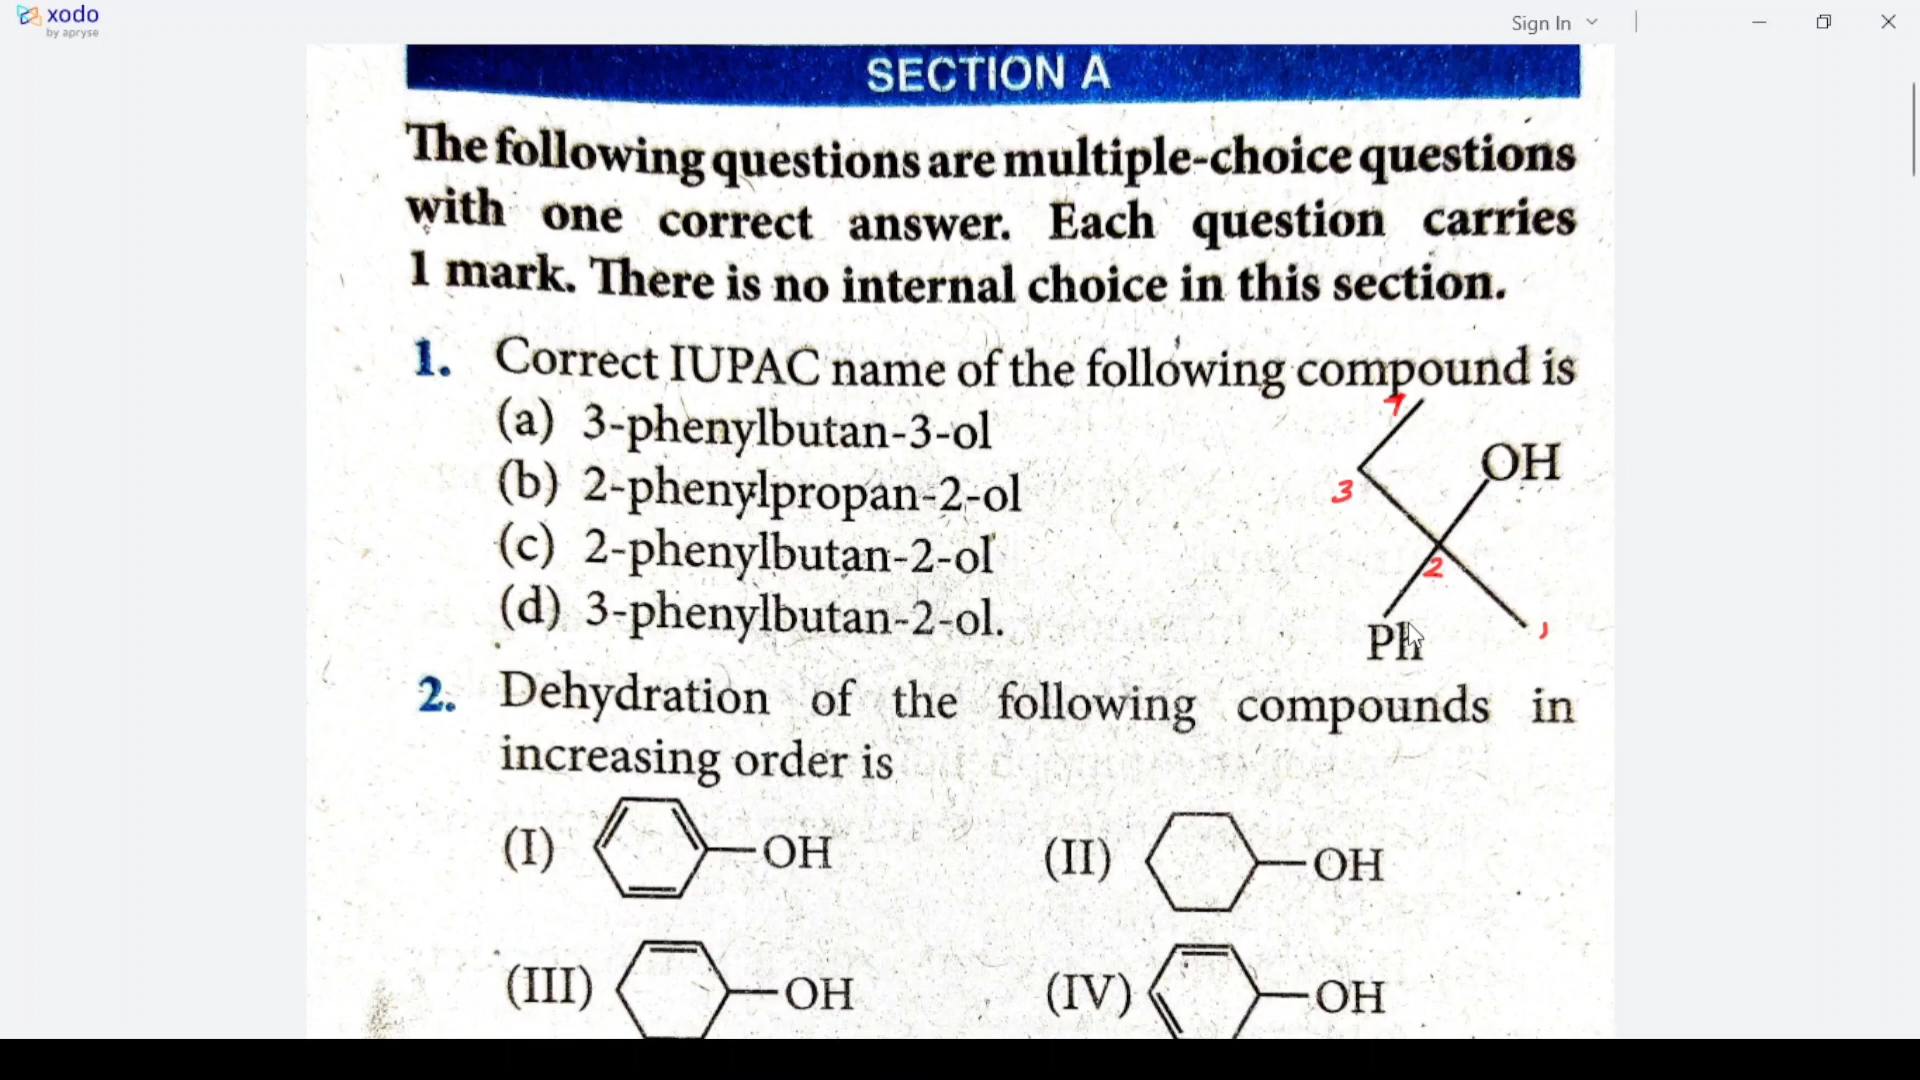 xodo
by apryse
Sign In
SECTION A
The following questions are multiple-choice questions
with one correct answer. Each question carries
1 mark. There is no internal choice in this section.
1. Correct IUPAC name of the following compound is
(a) 3-phenylbutan-3-ol
(b) 2-phenylpropan-2-ol
(c) 2-phenylbutan-2-ol
(d) 3-phenylbutan-2-ol.
4
OH
3
2
Ph
1
2. Dehydration of the following compounds in
increasing order is
(I) OH
(II) OH
(III) OH
(IV) OH